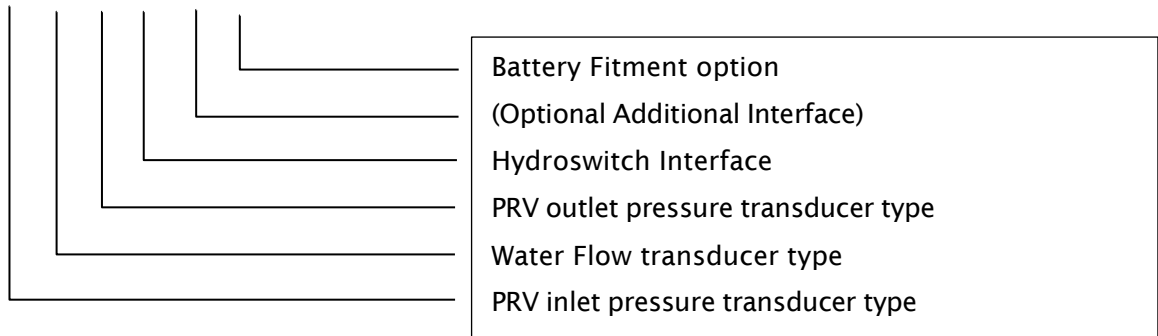 Battery Fitment option
(Optional Additional Interface)
Hydroswitch Interface
PRV outlet pressure transducer type
Water Flow transducer type
PRV inlet pressure transducer type